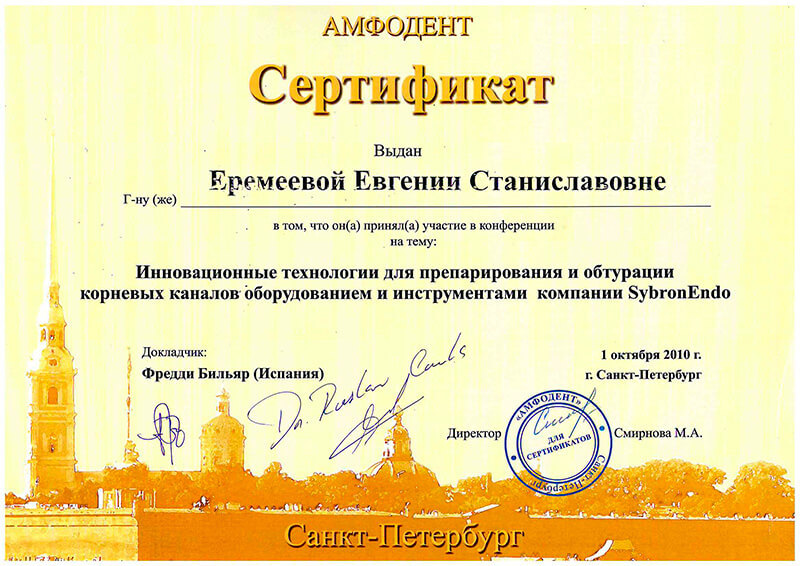 АМФОДЕНТ
Сертификат
Выдан
Г-ну (же) Еремеевой Евгении Станиславовне
в том, что он(а) принял(а) участие в конференции
на тему:
Инновационные технологии для препарирования и обтурации
корневых каналов оборудованием и инструментами компании SybronEndo
Докладчик:
Фредди Бильяр (Испания)
1 октября 2010 г.
г. Санкт-Петербург
Dr. Ruslan
Директор
Смирнова М.А.
«АМФОДЕНТ»
ДЛЯ
СЕРТИФИКАТОВ
Санкт-Петербург
Санкт-Петербург